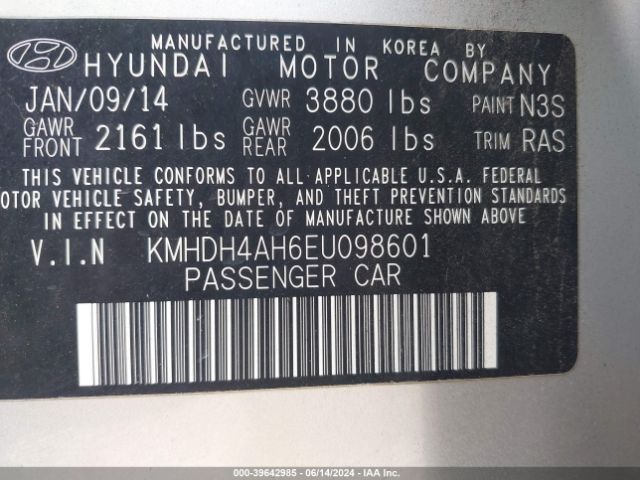 MANUFACTURED IN KOREA BY
HYUNDAI MOTOR COMPANY
JAN/09/14 GVWR 3880 lbs PAINT N3S
GAWR FRONT 2161 lbs GAWR REAR 2006 lbs TRIM RAS
THIS VEHICLE CONFORMS TO ALL APPLICABLE U.S.A. FEDERAL
OTOR VEHICLE SAFETY, BUMPER, AND THEFT PREVENTION STANDARDS
IN EFFECT ON THE DATE OF MANUFACTURE SHOWN ABOVE
V.I.N KMHDH4AH6EU098601
PASSENGER CAR
000-39642985 - 06/14/2024 - IAAI.COM